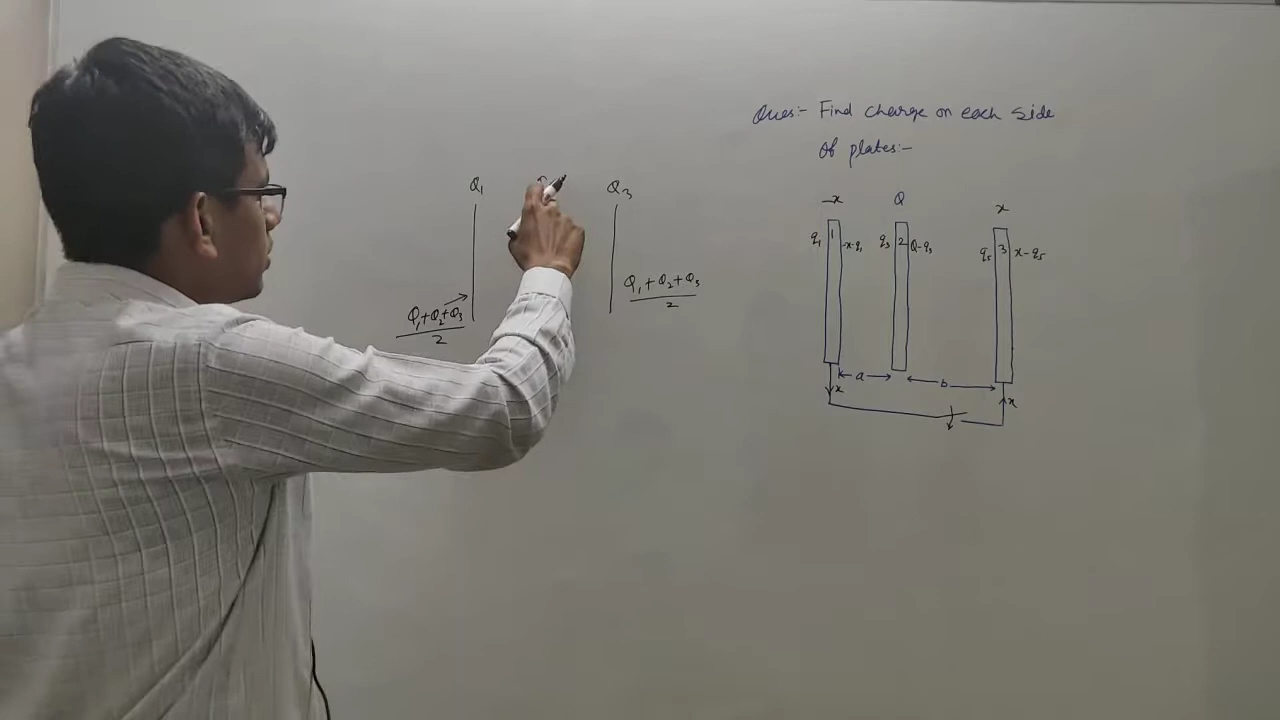 Ques:- Find charge on each side
of plates:-
Q₁ Q₃
Q₁+Q₂+Q₃
2
Q₁+Q₂+Q₃
2
-x Q x
q₁ 1 -x-q₁ q₃ 2 Q-q₃ q₅ 3 x-q₅
a b
x x